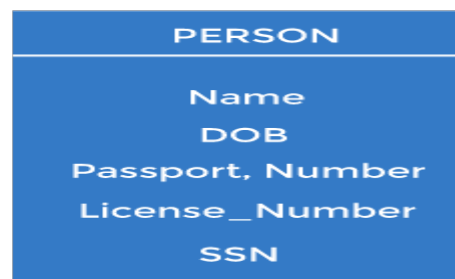 PERSON
Name
DOB
Passport, Number
License_Number
SSN